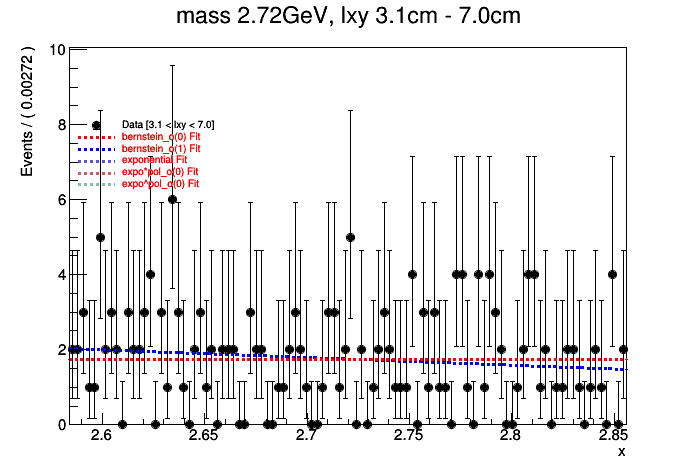 mass 2.72GeV, lxy 3.1cm - 7.0cm
Events / ( 0.00272 )
10
8
6
4
2
0
Data [3.1 < lxy < 7.0]
bernstein_o(0) Fit
bernstein_o(1) Fit
exponential Fit
expo*pol_o(0) Fit
expo^pol_o(0) Fit
2.6 2.65 2.7 2.75 2.8 2.85
x